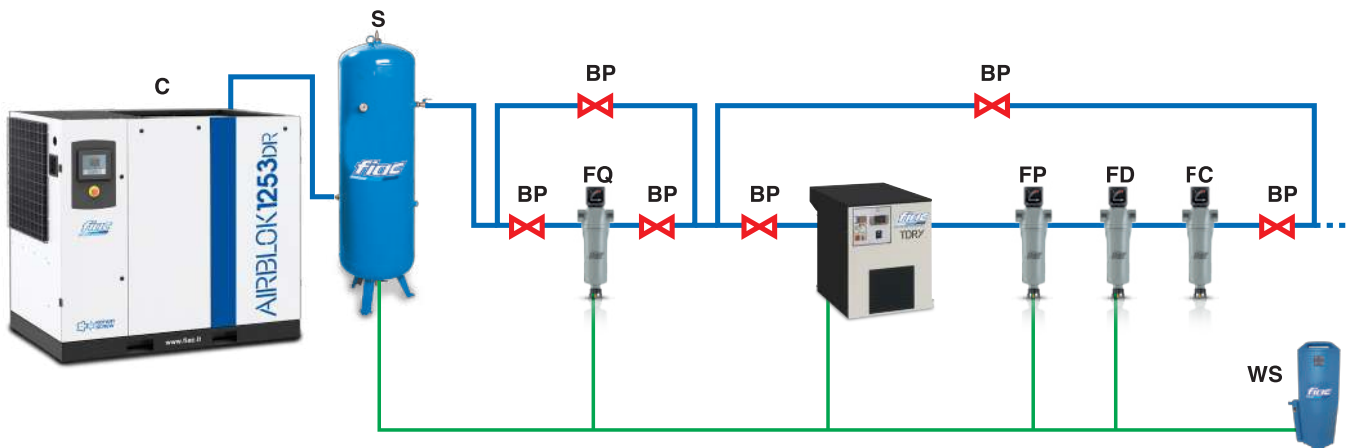 S
C
BP
BP
FQ
FP
FD
FC
BP
BP
BP
BP
fiac
AIRBLOK1253DR
fiac
fiac
TDRY
www.fiac.it
WS
fiac